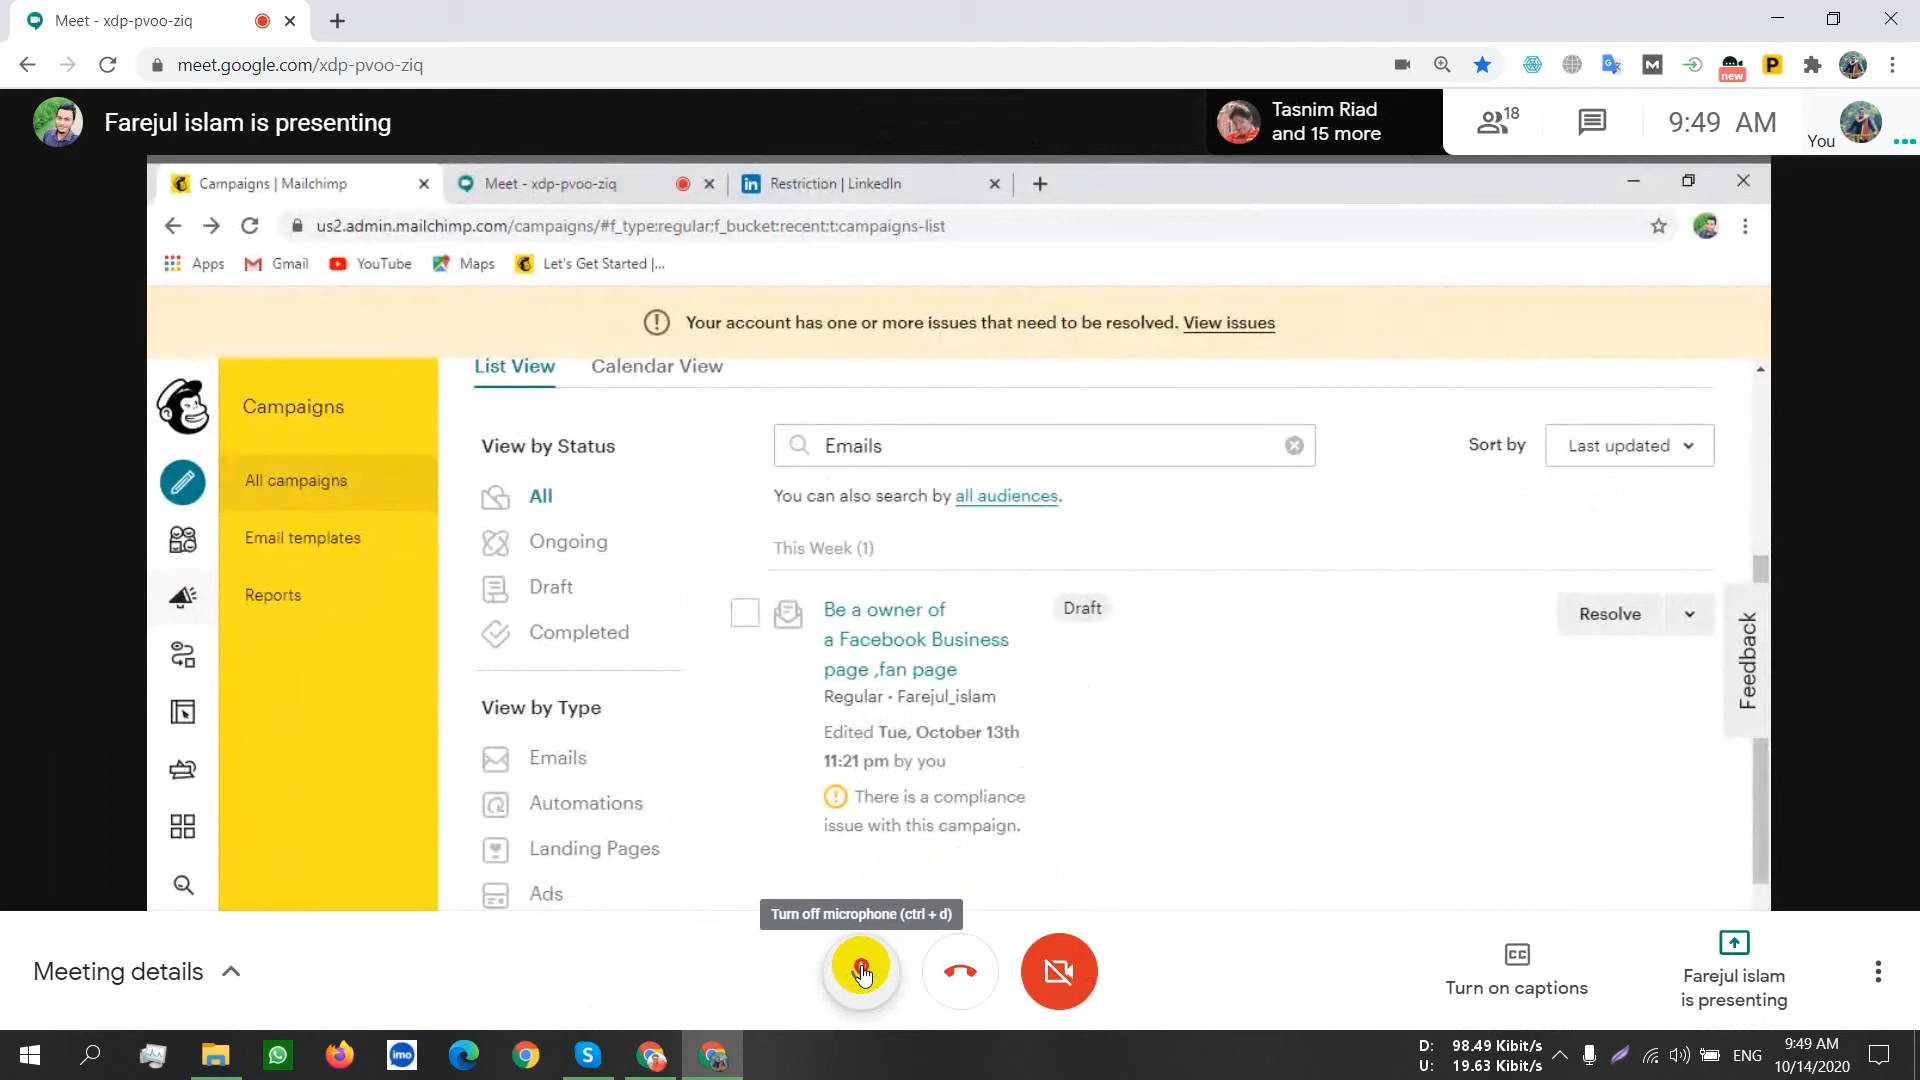 Meet - xdp-pvoo-ziq
meet.google.com/xdp-pvoo-ziq
new
Farejul islam is presenting
Tasnim Riad
and 15 more
18
9:49 AM
You
Campaigns | Mailchimp
Meet - xdp-pvoo-ziq
Restriction | LinkedIn
us2.admin.mailchimp.com/campaigns/#f_type:regular;f_bucket:recent;t:campaigns-list
Apps
Gmail
YouTube
Maps
Let's Get Started |...
Your account has one or more issues that need to be resolved. View issues
List View
Calendar View
Campaigns
All campaigns
Email templates
Reports
View by Status
All
Ongoing
Draft
Completed
View by Type
Emails
Automations
Landing Pages
Ads
Emails
Sort by
Last updated
You can also search by all audiences.
This Week (1)
Be a owner of
a Facebook Business
page ,fan page
Draft
Resolve
Regular • Farejul_islam
Edited Tue, October 13th
11:21 pm by you
There is a compliance
issue with this campaign.
Feedback
Turn off microphone (ctrl + d)
Meeting details
Turn on captions
Farejul islam
is presenting
imo
D: 98.49 Kibit/s
U: 19.63 Kibit/s
ENG
9:49 AM
10/14/2020